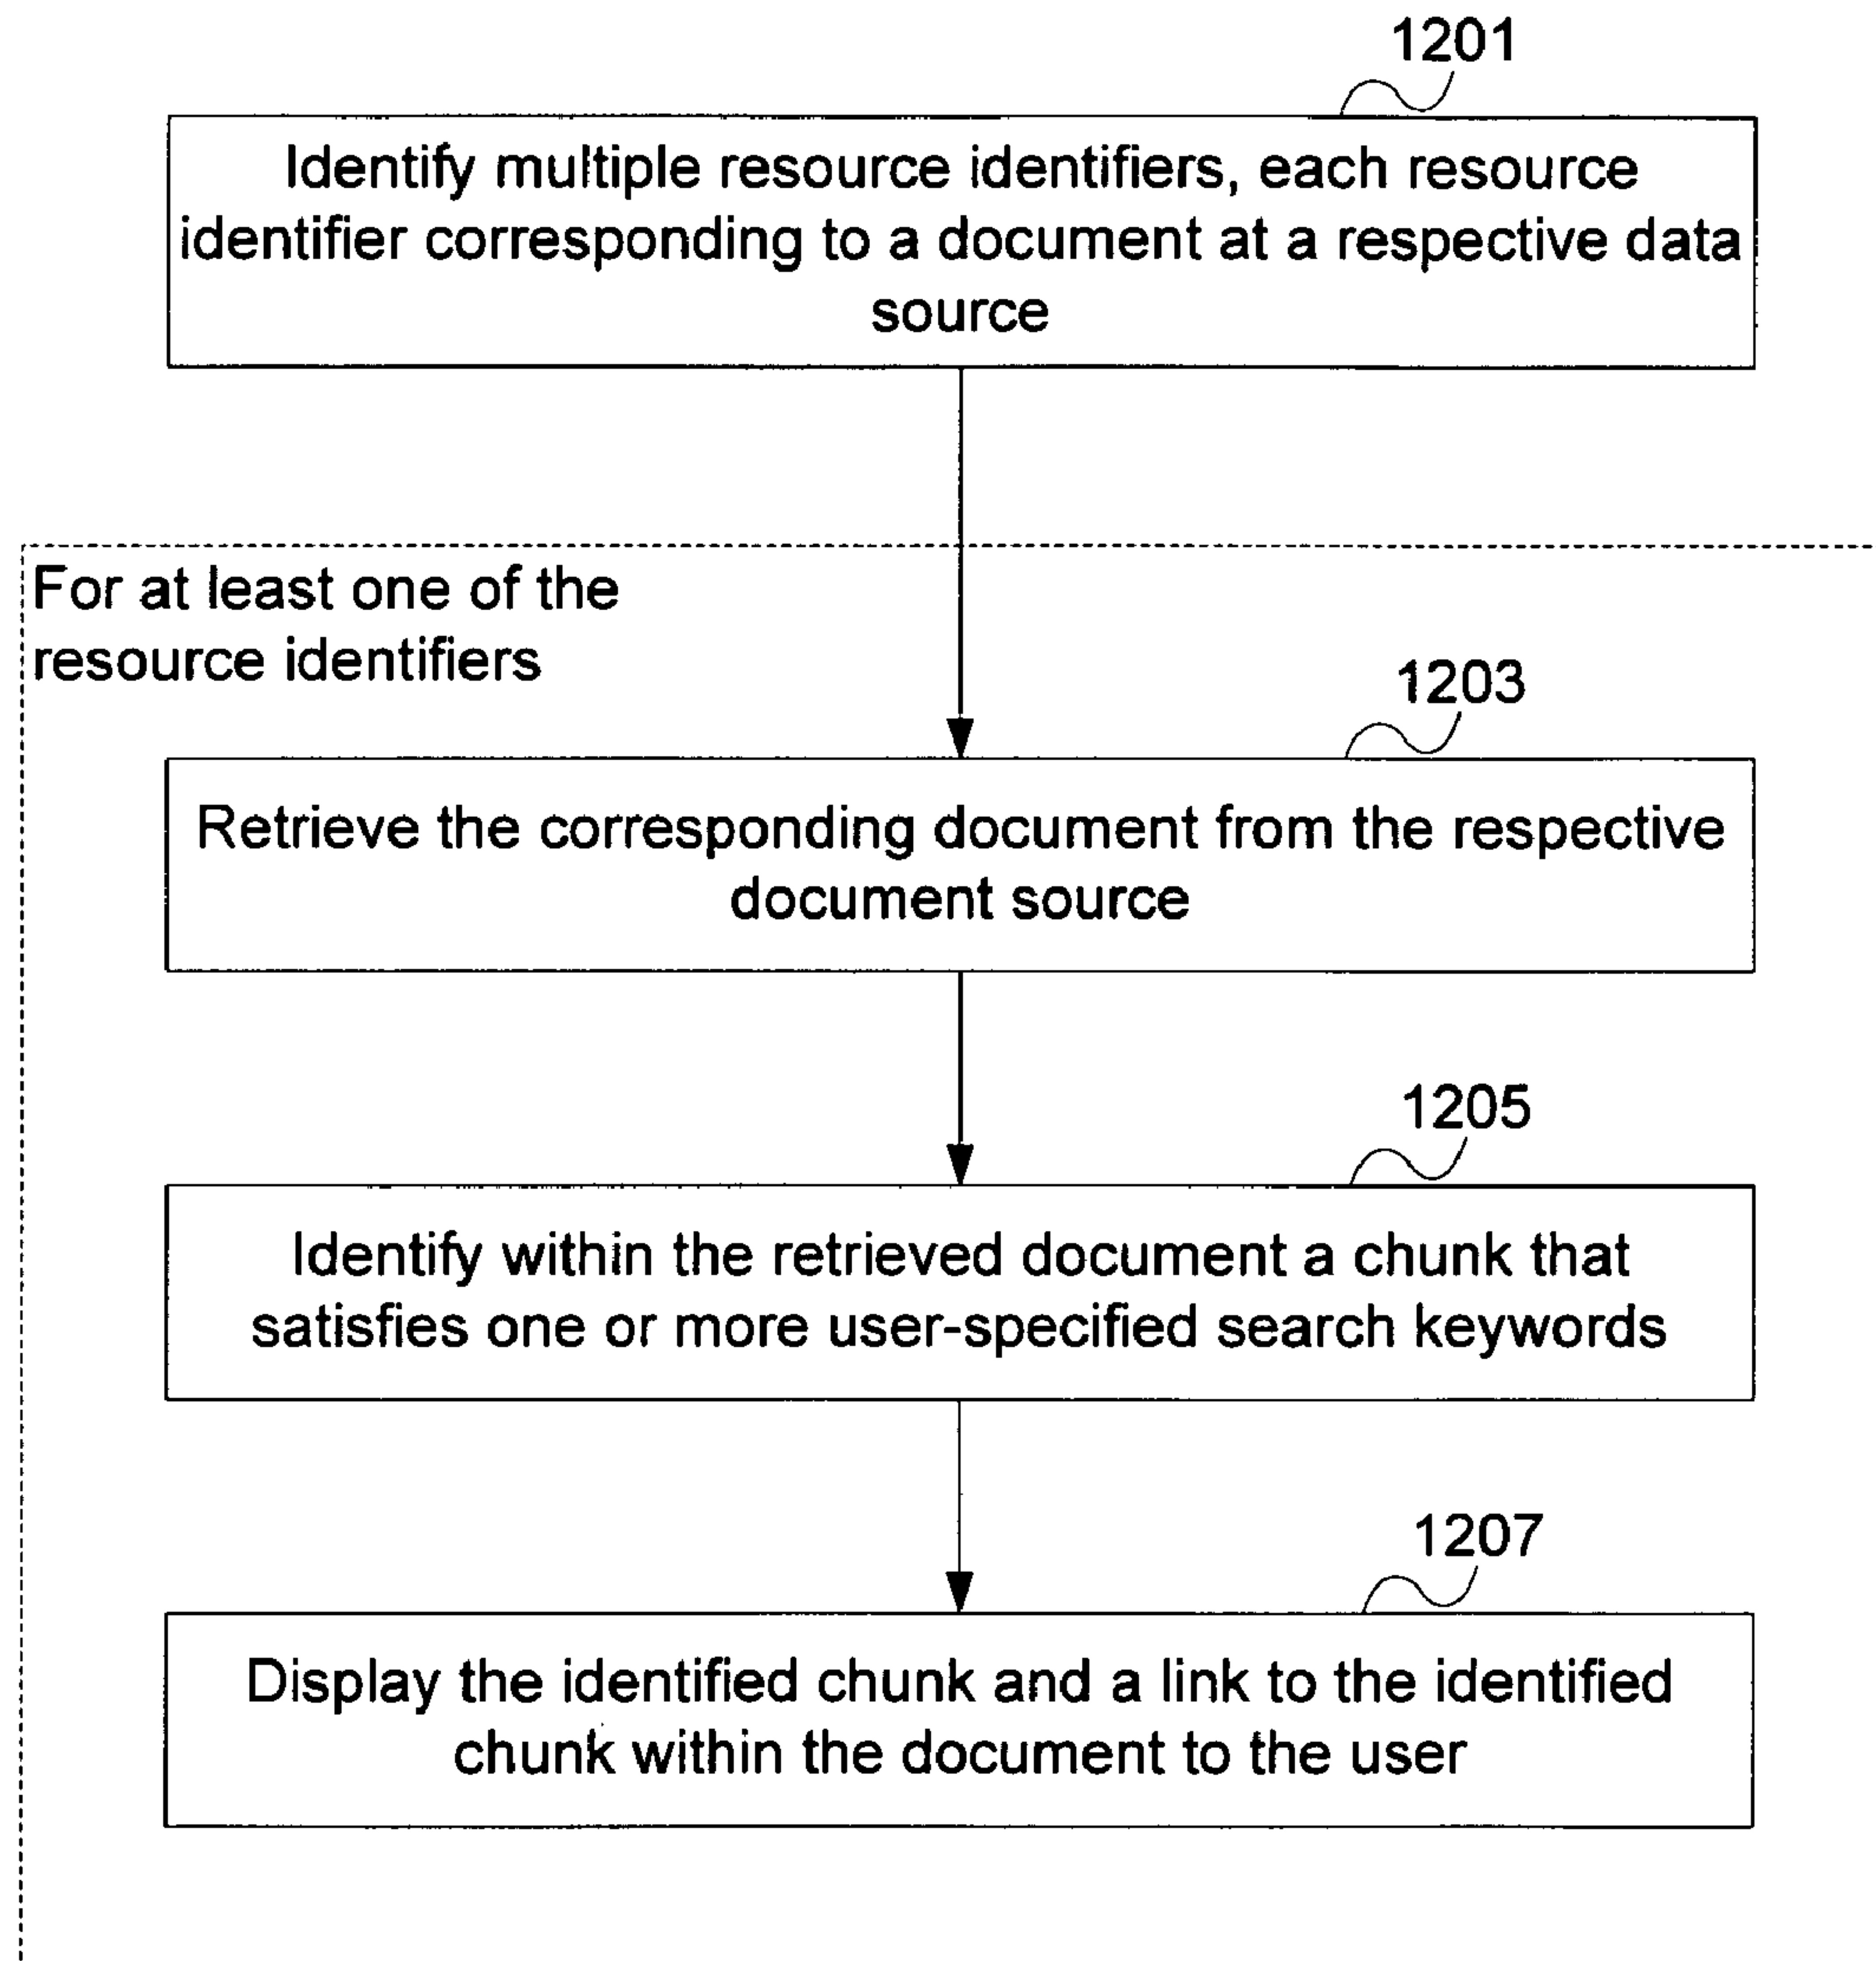 1201
Identify multiple resource identifiers, each resource
identifier corresponding to a document at a respective data
source
For at least one of the
resource identifiers
1203
Retrieve the corresponding document from the respective
document source
1205
Identify within the retrieved document a chunk that
satisfies one or more user-specified search keywords
1207
Display the identified chunk and a link to the identified
chunk within the document to the user